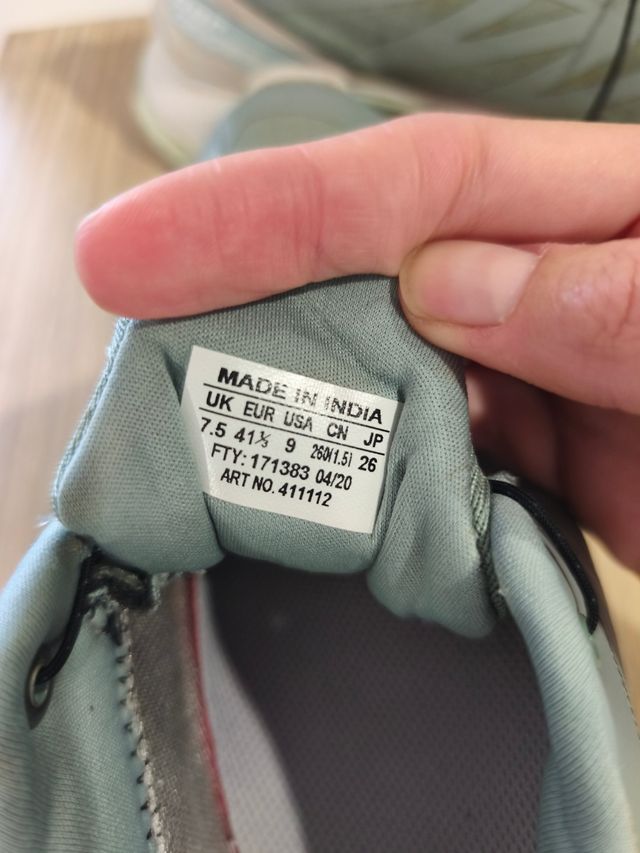 MADE IN INDIA
UK EUR USA CN JP
7.5 41⅓ 9 260(1.5) 26
FTY: 171383 04/20
ART NO. 411112